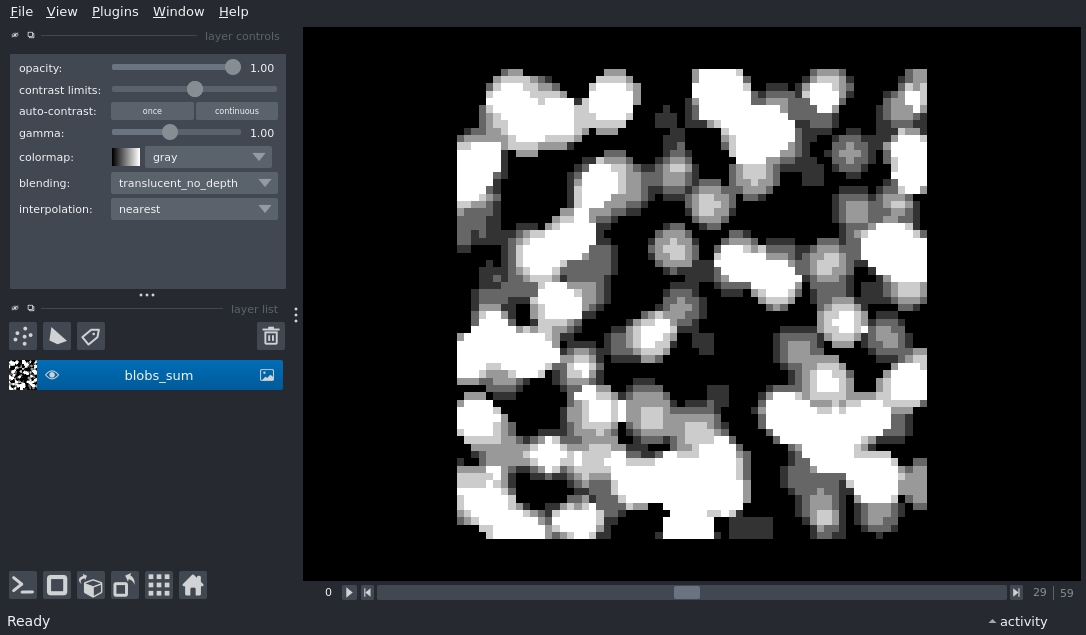 File View Plugins Window Help
layer controls
opacity: 1.00
contrast limits:
auto-contrast: once continuous
gamma: 1.00
colormap: gray
blending: translucent_no_depth
interpolation: nearest
layer list
blobs_sum
0 29 59
Ready activity